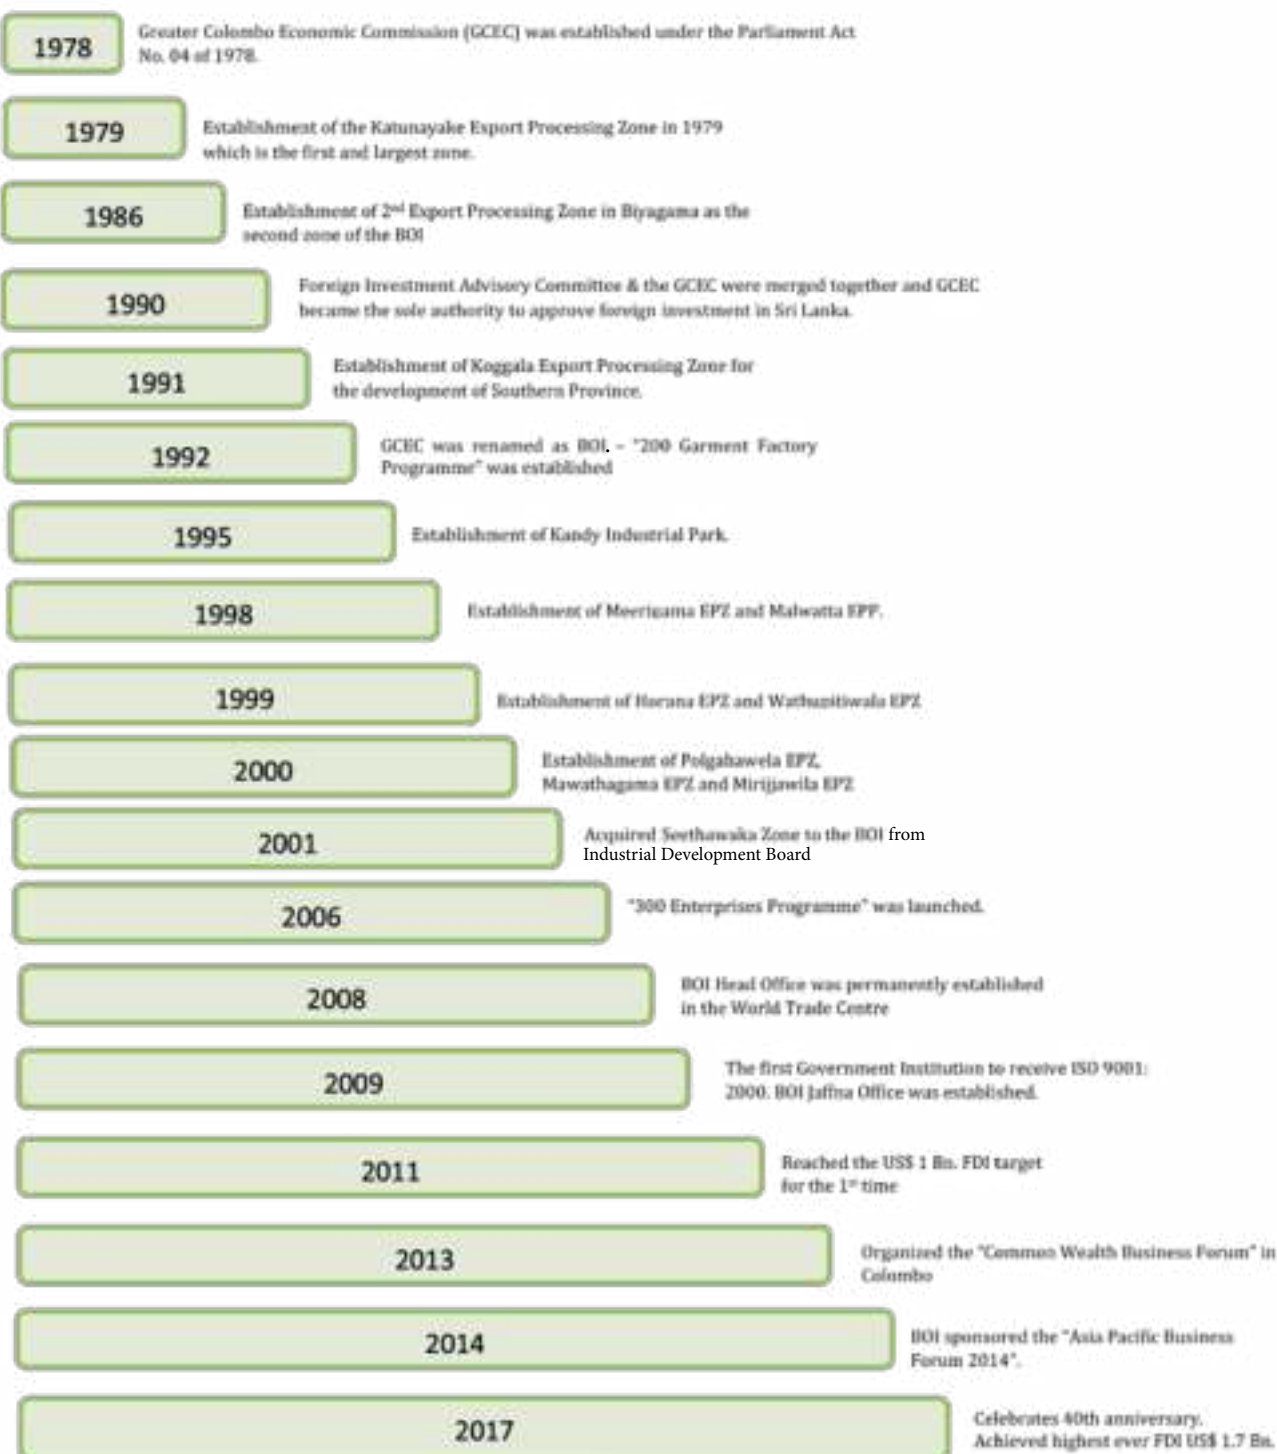 1978
Greater Colombo Economic Commission (GCEC) was established under the Parliament Act
No. 04 of 1978.
1979
Establishment of the Katunayake Export Processing Zone in 1979
which is the first and largest zone.
1986
Establishment of 2nd Export Processing Zone in Biyagama as the
second zone of the BOI
1990
Foreign Investment Advisory Committee & the GCEC were merged together and GCEC
became the sole authority to approve foreign investment in Sri Lanka.
1991
Establishment of Koggala Export Processing Zone for
the development of Southern Province.
1992
GCEC was renamed as BOI. – "200 Garment Factory
Programme" was established
1995
Establishment of Kandy Industrial Park.
1998
Establishment of Meerigama EPZ and Malwatta EPP.
1999
Establishment of Horana EPZ and Wathupitiwala EPZ
2000
Establishment of Polgahawela EPZ,
Mawathagama EPZ and Mirijjawila EPZ
2001
Acquired Seethawaka Zone to the BOI from
Industrial Development Board
2006
"300 Enterprises Programme" was launched.
2008
BOI Head Office was permanently established
in the World Trade Centre
2009
The first Government Institution to receive ISO 9001:
2000. BOI Jaffna Office was established.
2011
Reached the US$ 1 Bn. FDI target
for the 1st time
2013
Organized the "Common Wealth Business Forum" in
Colombo
2014
BOI sponsored the "Asia Pacific Business
Forum 2014".
2017
Celebrates 40th anniversary.
Achieved highest ever FDI US$ 1.7 Bn.